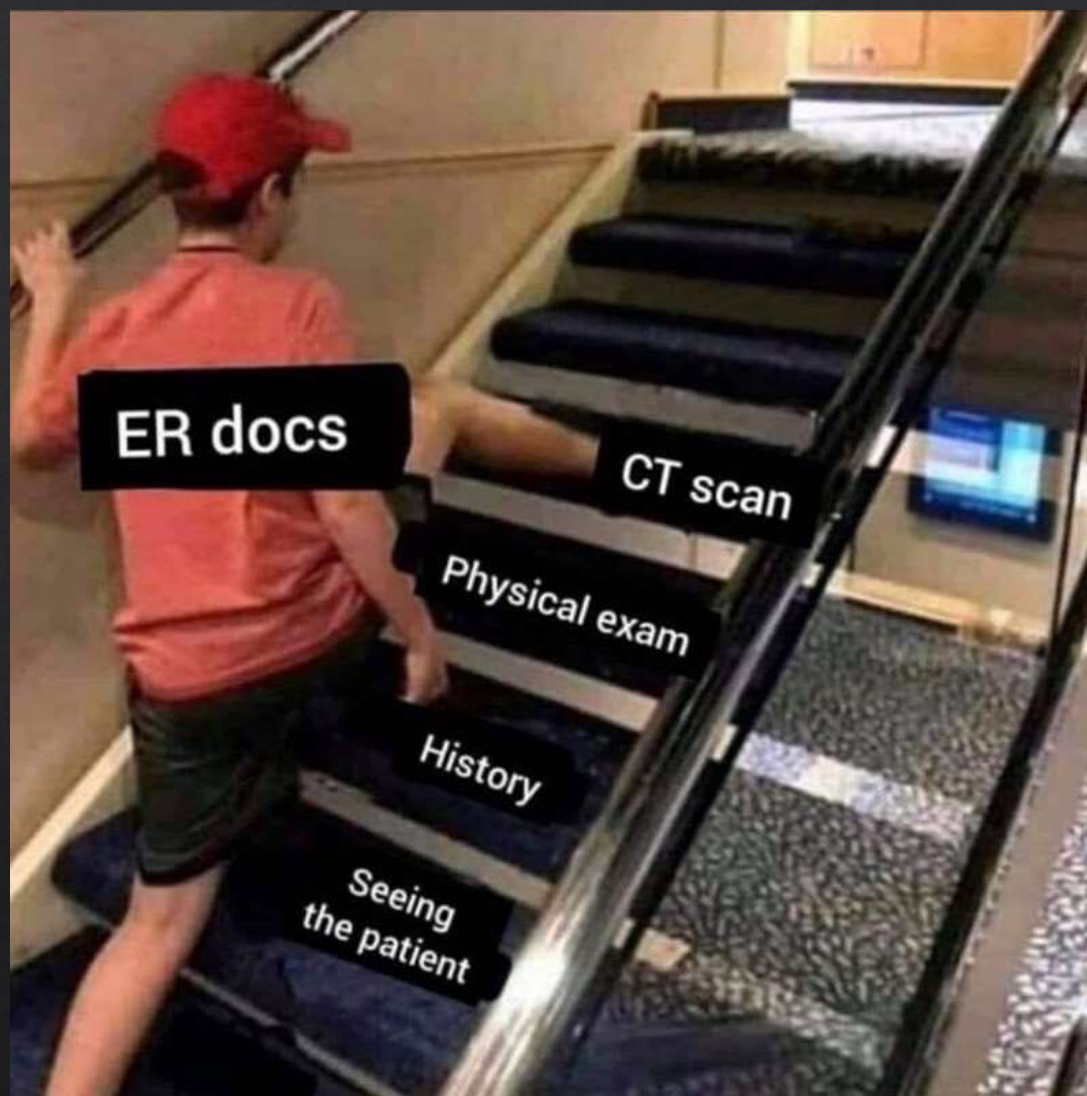 ER docs
CT scan
Physical exam
History
Seeing
the patient